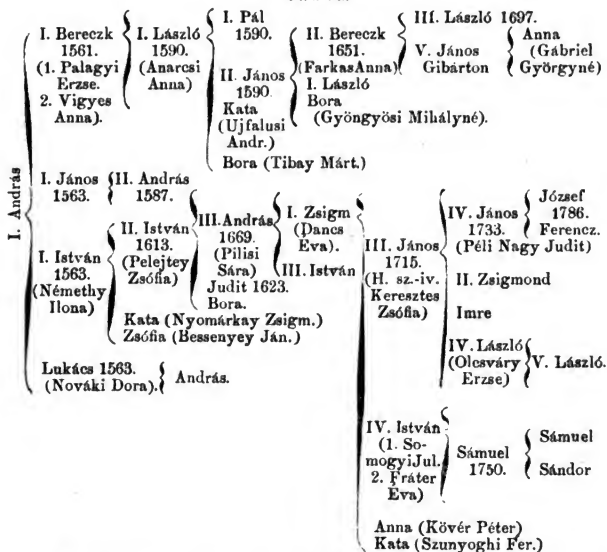 I. András
I. Bereczk
1561.
(1. Palagyi
Erzse.
2. Vigyes
Anna).
I. László
1590.
(Anarcsi
Anna)
I. Pál
1590.
II. János
1590.
Kata
(Ujfalusi
Andr.)
Bora (Tibay Márt.)
II. Bereczk
1651.
(Farkas Anna)
I. László
Bora
(Gyöngyösi Mihályné).
III. László 1697.
V. János
Gibárton
Anna
(Gábriel
Györgyné)
I. János
1563.
II. András
1587.
I. István
1563.
(Némethy
Ilona)
II. István
1613.
(Pelejtey
Zsófia)
Kata (Nyomárkay Zsigm.)
Zsófia (Bessenyey Ján.)
III. András
1669.
(Pilisi
Sára)
Judit 1623.
Bora.
I. Zsigm
(Dancs
Eva).
III. István
III. János
1715.
(H. sz.-iv.
Keresztes
Zsófia)
IV. János
1733.
(Péli Nagy Judit)
József
1786.
Ferencz.
II. Zsigmond
Imre
IV. László
(Olcsváry
Erzse)
V. László.
IV. István
(1. So-
mogyi Jul.
2. Fráter
Eva)
Sámuel
1750.
Sámuel
Sándor
Anna (Kövér Péter)
Kata (Szunyoghi Fer.)
Lukács 1563.
(Nováki Dora).
András.